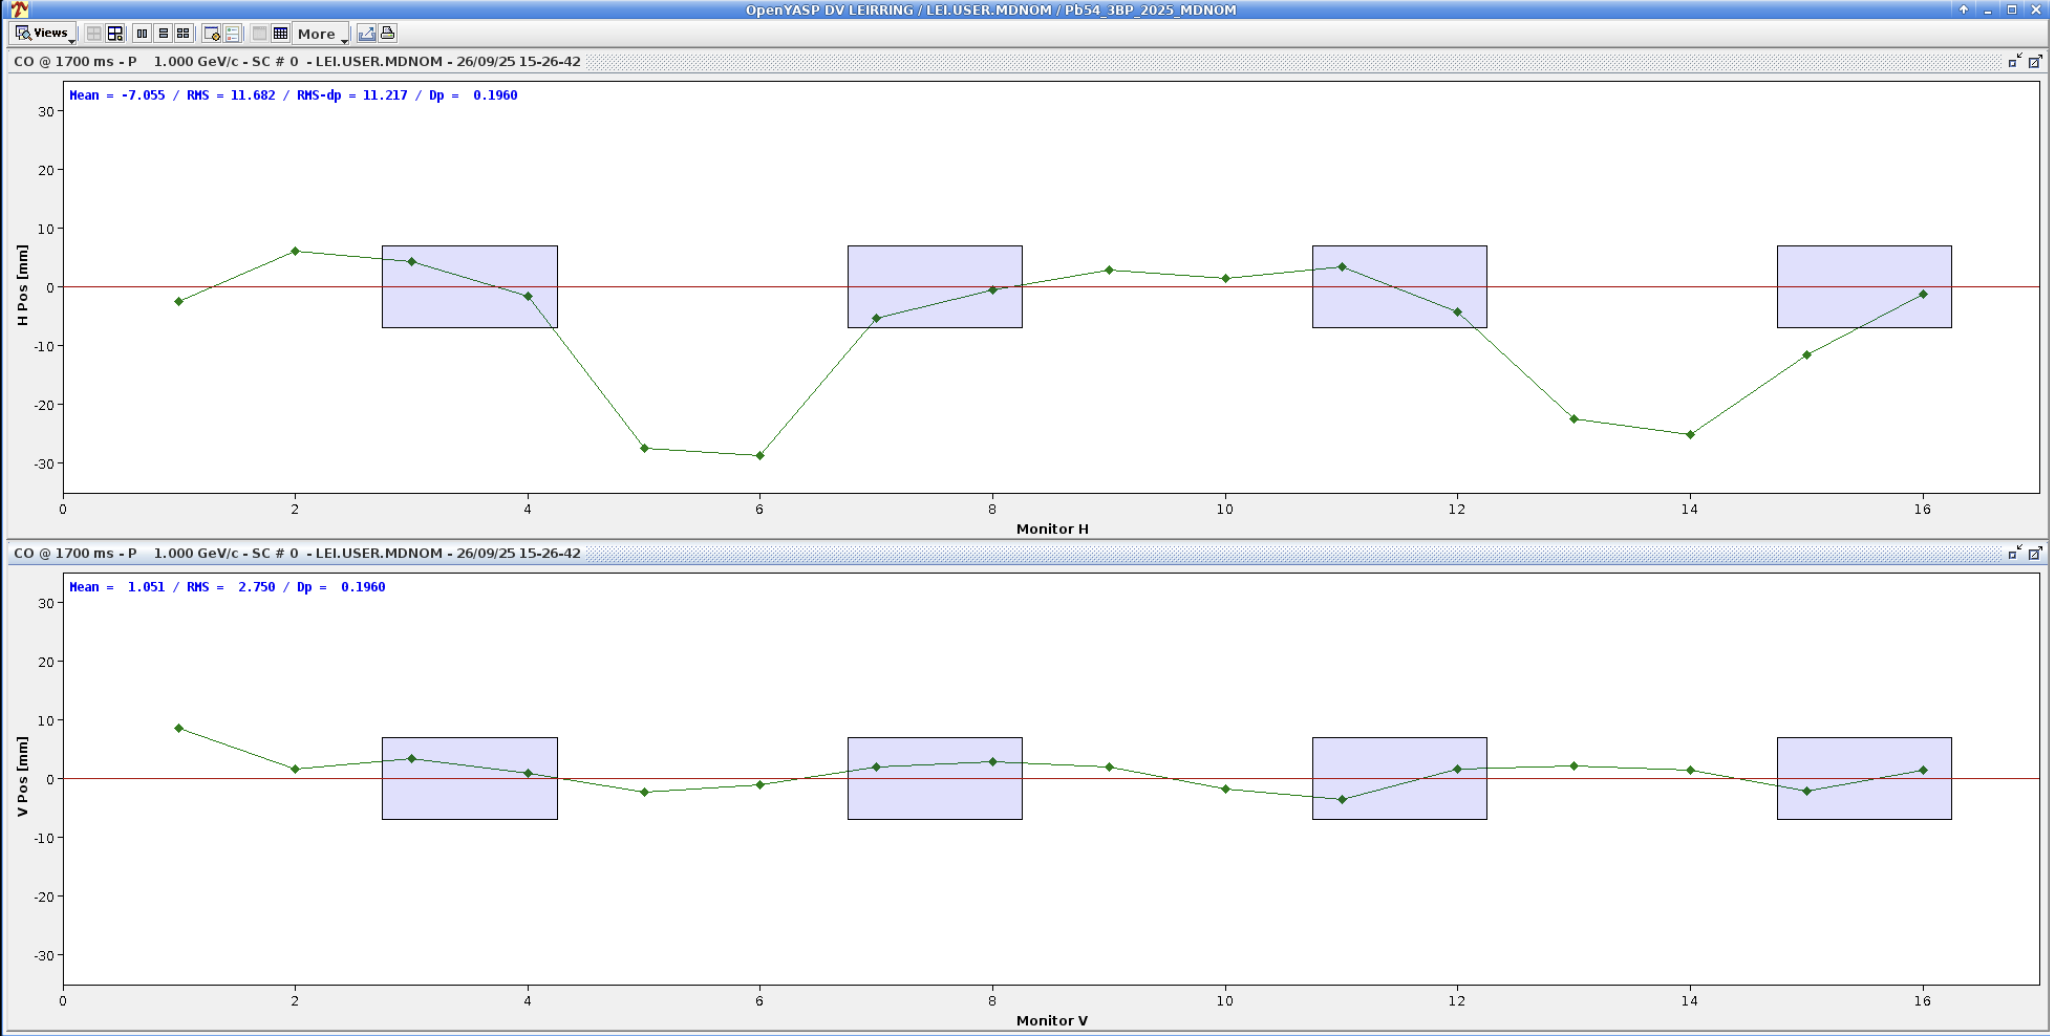 OpenYASP DV LEIRRING / LEI.USER.MDNOM / Pb54_3BP_2025_MDNOM
Views More
CO @ 1700 ms - P 1.000 GeV/c - SC # 0 - LEI.USER.MDNOM - 26/09/25 15-26-42
Mean = -7.055 / RMS = 11.682 / RMS-dp = 11.217 / Dp = 0.1960
30
20
10
0
-10
-20
-30
H Pos [mm]
0 2 4 6 8 10 12 14 16
Monitor H
CO @ 1700 ms - P 1.000 GeV/c - SC # 0 - LEI.USER.MDNOM - 26/09/25 15-26-42
Mean = 1.051 / RMS = 2.750 / Dp = 0.1960
30
20
10
0
-10
-20
-30
V Pos [mm]
0 2 4 6 8 10 12 14 16
Monitor V